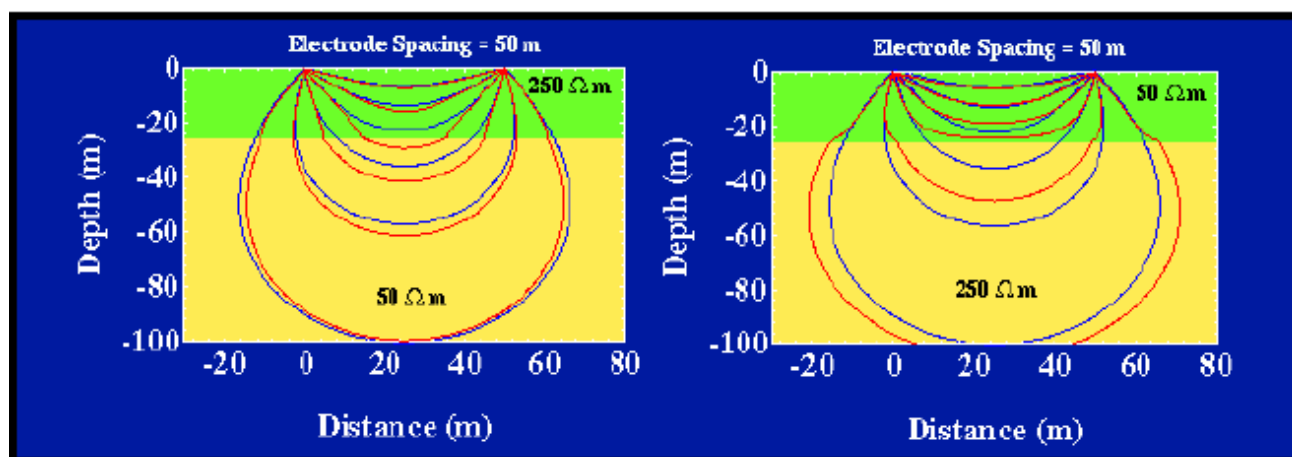 Electrode Spacing = 50 m
0
-20
-40
-60
-80
-100
Depth (m)
250 Ω m
50 Ω m
-20 0 20 40 60 80
Distance (m)
Electrode Spacing = 50 m
0
-20
-40
-60
-80
-100
Depth (m)
50 Ω m
250 Ω m
-20 0 20 40 60 80
Distance (m)